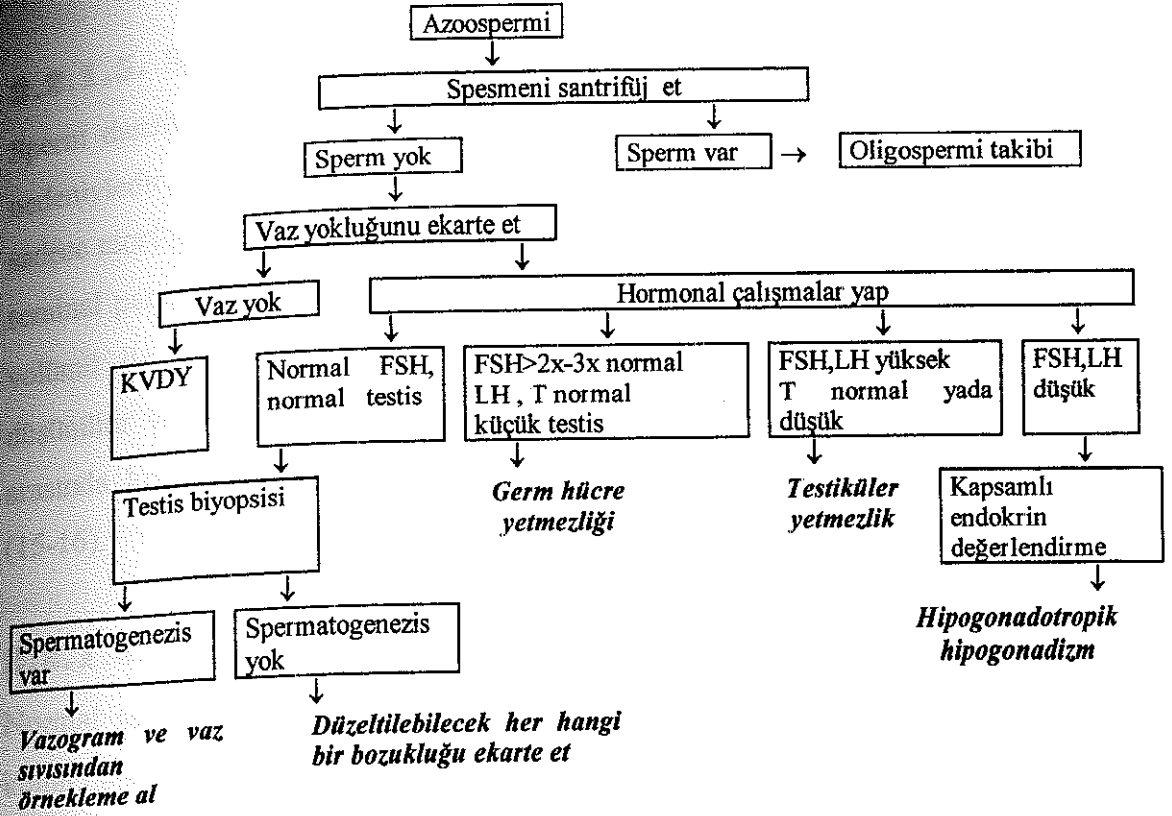 Azoospermi
Spesmeni santrifüj et
Sperm yok
Sperm var → Oligospermi takibi
Vaz yokluğunu ekarte et
Vaz yok
Hormonal çalışmalar yap
KVDY
Normal FSH,
normal testis
FSH>2x-3x normal
LH , T normal
küçük testis
FSH,LH yüksek
T normal yada
düşük
FSH,LH
düşük
Testis biyopsisi
Germ hücre
yetmezliği
Testiküler
yetmezlik
Kapsamlı
endokrin
değerlendirme
Spermatogenezis
var
Spermatogenezis
yok
Hipogonadotropik
hipogonadizm
Vazogram ve vaz
sıvısından
örnekleme al
Düzeltilebilecek her hangi
bir bozukluğu ekarte et